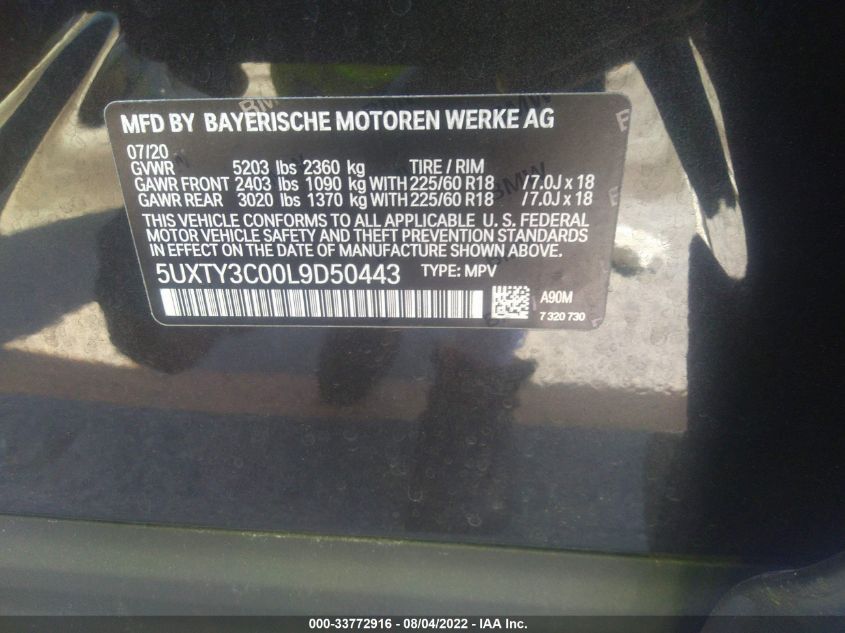 MFD BY BAYERISCHE MOTOREN WERKE AG
07/20
GVWR 5203 lbs 2360 kg TIRE / RIM
GAWR FRONT 2403 lbs 1090 kg WITH 225/60 R18 / 7.0J x 18
GAWR REAR 3020 lbs 1370 kg WITH 225/60 R18 / 7.0J x 18
THIS VEHICLE CONFORMS TO ALL APPLICABLE U. S. FEDERAL
MOTOR VEHICLE SAFETY AND THEFT PREVENTION STANDARDS
IN EFFECT ON THE DATE OF MANUFACTURE SHOWN ABOVE.
5UXTY3C00L9D50443 TYPE: MPV
A90M
7 320 730
000-33772916 - 08/04/2022 - IAA Inc.